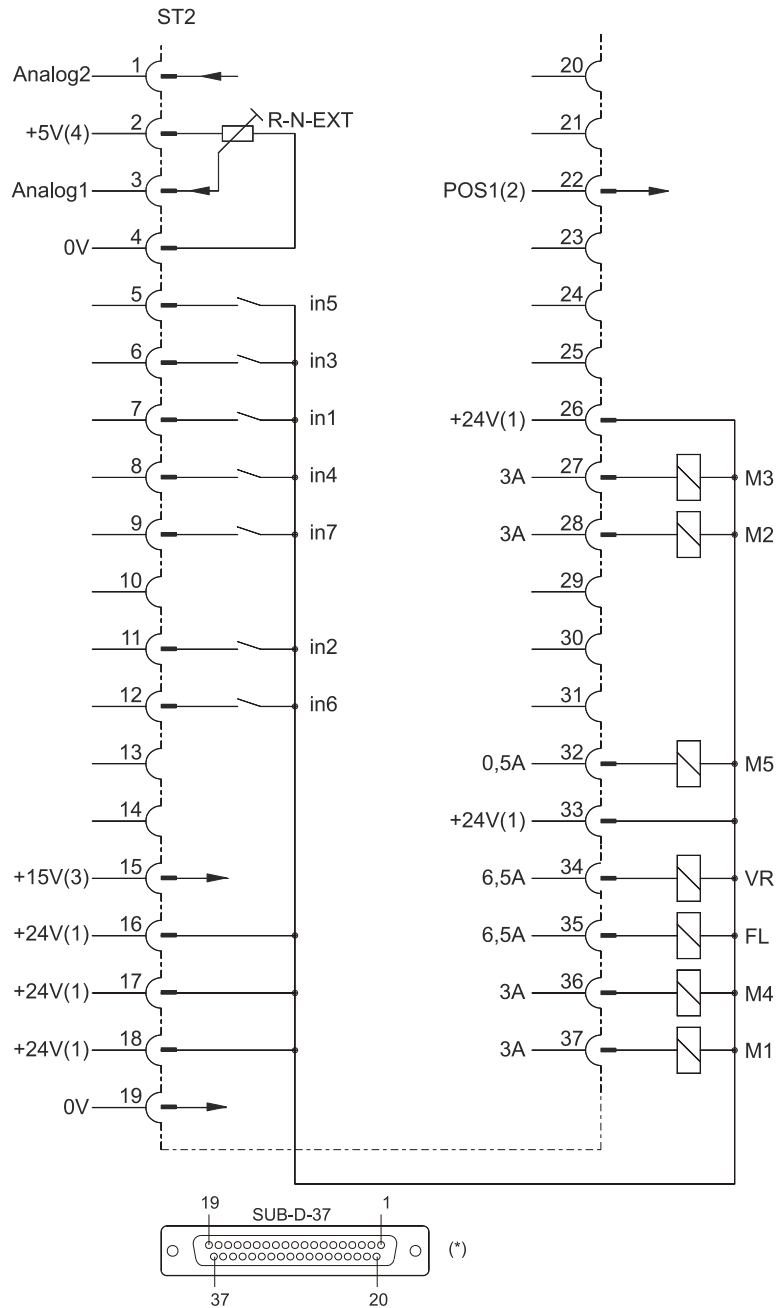 ST2
Analog2 1
+5V(4) 2 R-N-EXT
Analog1 3
0V 4
5 in5
6 in3
7 in1
8 in4
9 in7
10
11 in2
12 in6
13
14
+15V(3) 15
+24V(1) 16
+24V(1) 17
+24V(1) 18
0V 19
20
21
POS1(2) 22
23
24
25
+24V(1) 26
3A 27 M3
3A 28 M2
29
30
31
0,5A 32 M5
+24V(1) 33
6,5A 34 VR
6,5A 35 FL
3A 36 M4
3A 37 M1
19 SUB-D-37 1
(*)
37 20